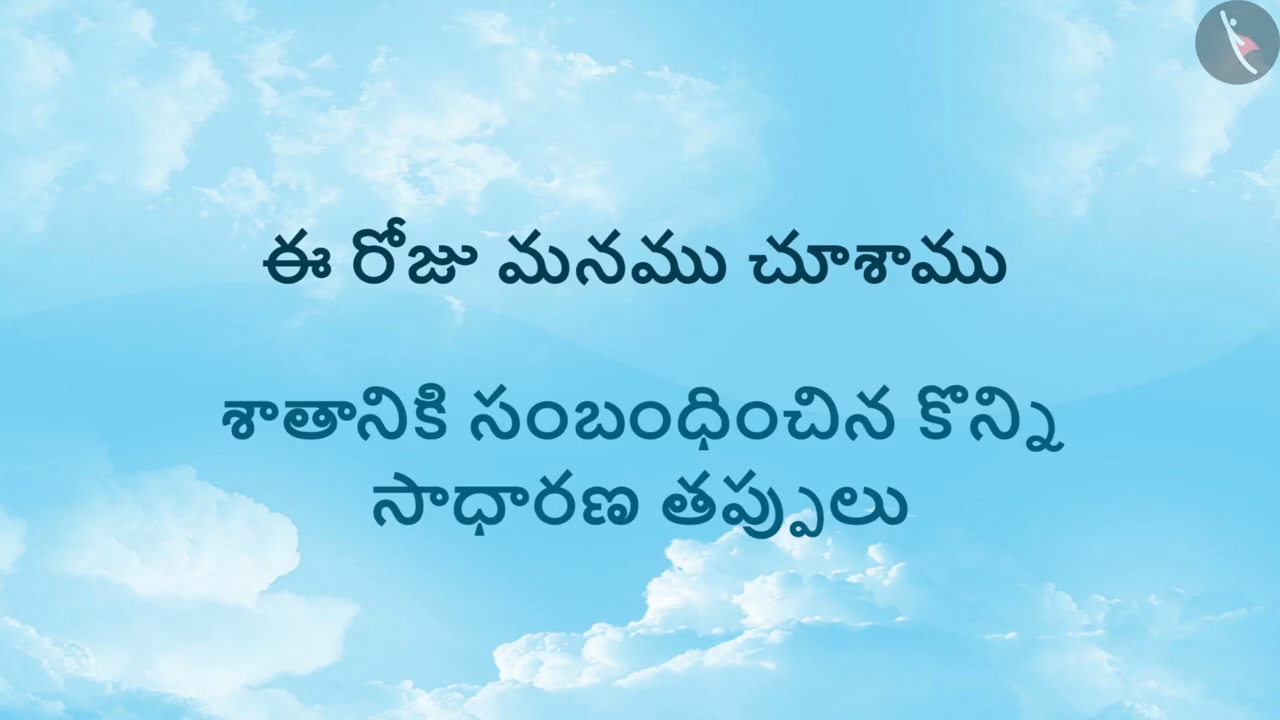 ఈ రోజు మనము చూశాము
శాతానికి సంబంధించిన కొన్ని
సాధారణ తప్పులు